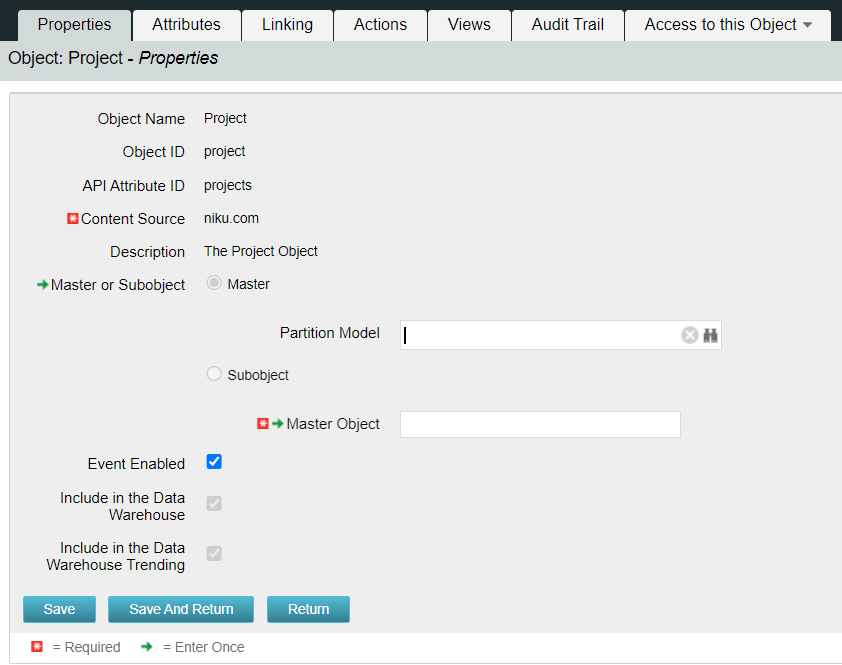 Properties Attributes Linking Actions Views Audit Trail Access to this Object
Object: Project - Properties
Object Name Project
Object ID project
API Attribute ID projects
Content Source niku.com
Description The Project Object
Master or Subobject Master
Partition Model
Subobject
Master Object
Event Enabled
Include in the Data
Warehouse
Include in the Data
Warehouse Trending
Save Save And Return Return
= Required = Enter Once